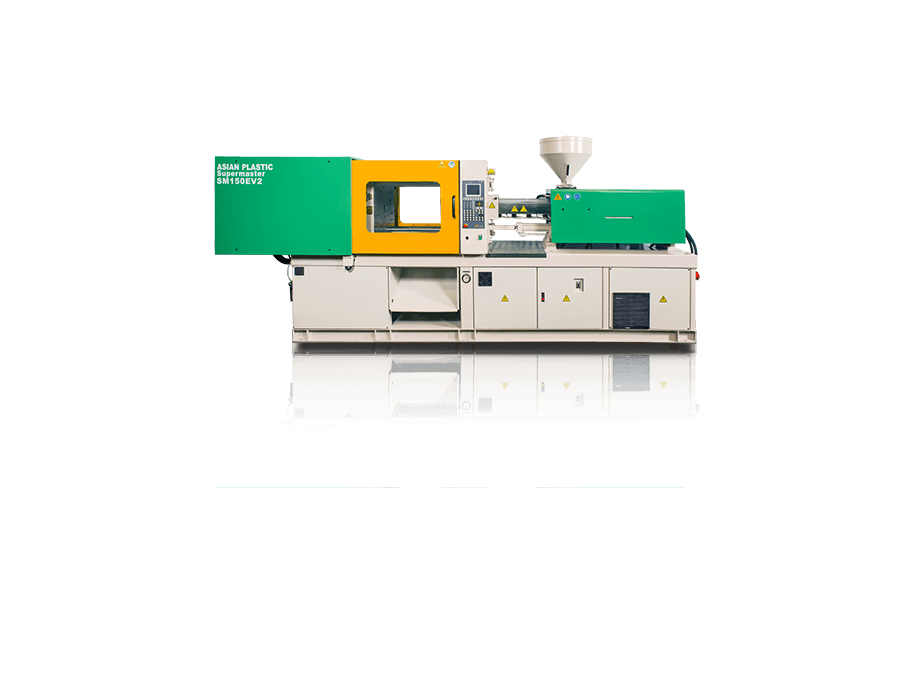 ASIAN PLASTIC
Supermaster
SM150EV2